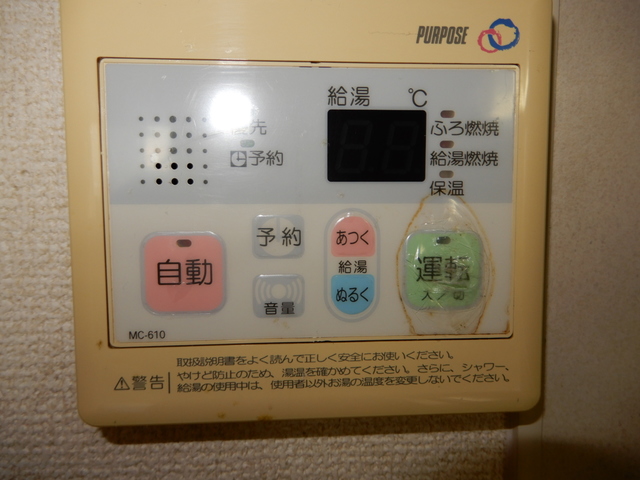 PURPOSE
給湯 ℃
優先
ふろ燃焼
予約
給湯燃焼
保温
予約
あつく
自動
給湯
運転
入/切
音量
ぬるく
MC-610
取扱説明書をよく読んで正しく安全にお使いください。
警告
やけど防止のため、湯温を確かめてください。さらに、シャワー、
給湯の使用中は、使用者以外お湯の温度を変更しないでください。